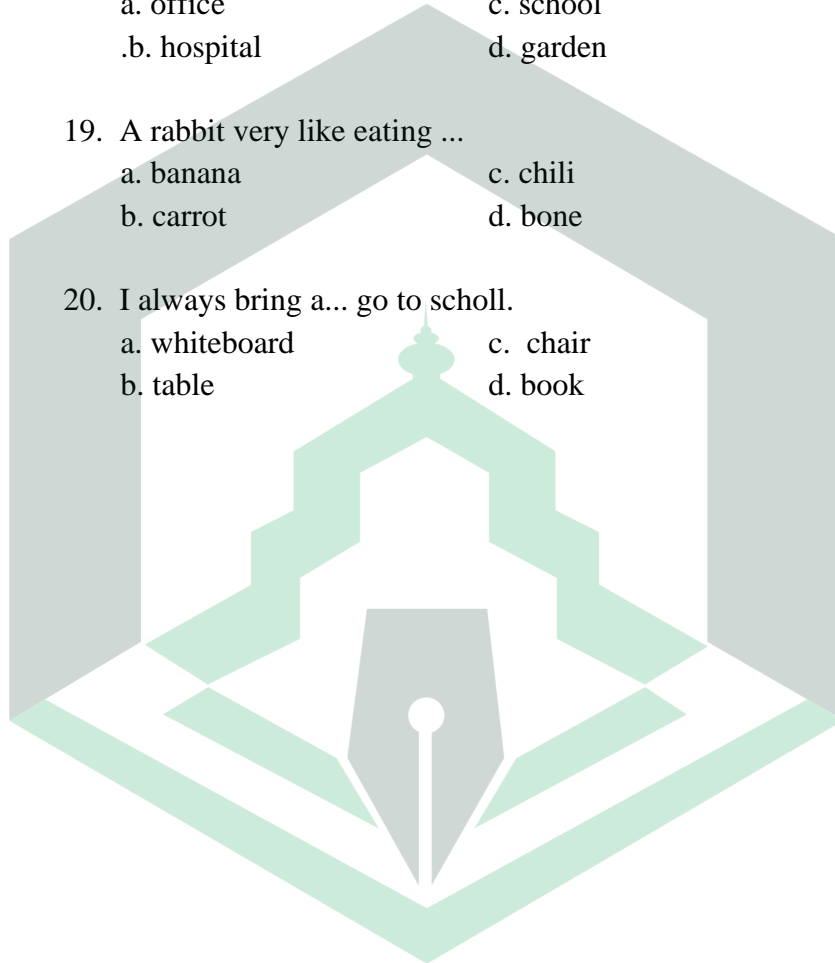 a. office c. school
.b. hospital d. garden
19. A rabbit very like eating ...
a. banana c. chili
b. carrot d. bone
20. I always bring a... go to scholl.
a. whiteboard c. chair
b. table d. book